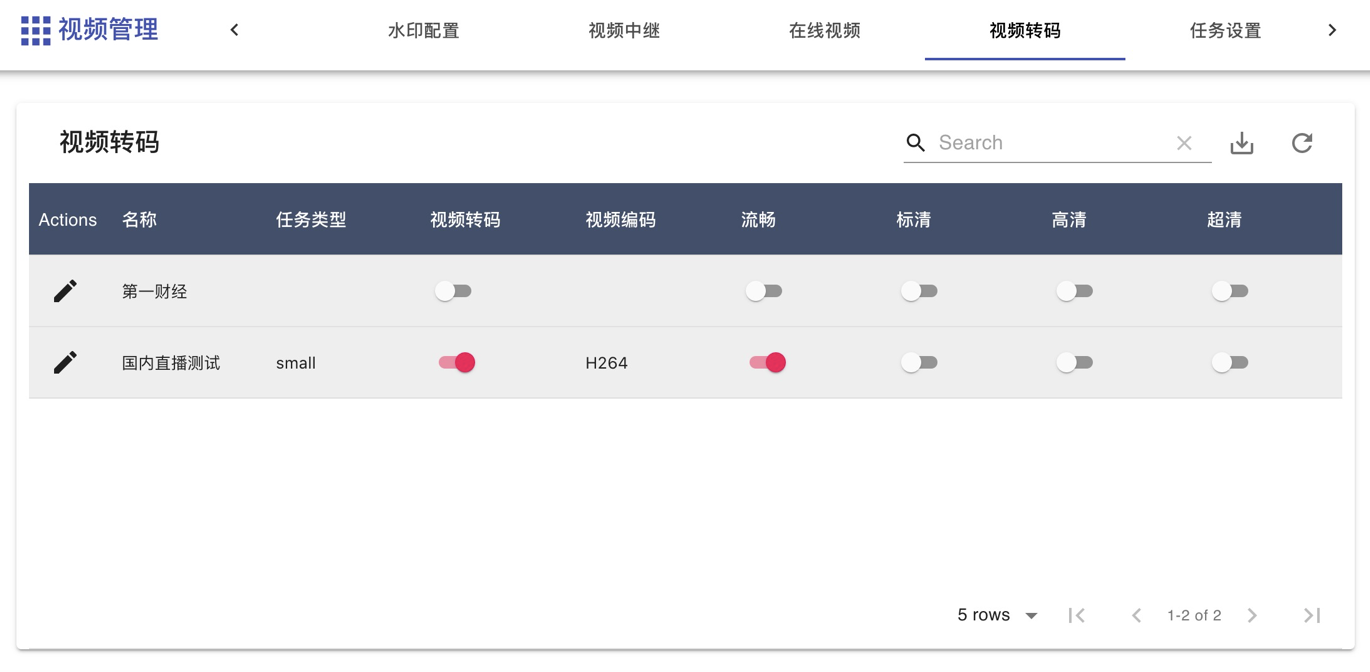 视频管理
水印配置 视频中继 在线视频 视频转码 任务设置
视频转码
Search
Actions 名称 任务类型 视频转码 视频编码 流畅 标清 高清 超清
第一财经
国内直播测试 small H264
5 rows 1-2 of 2